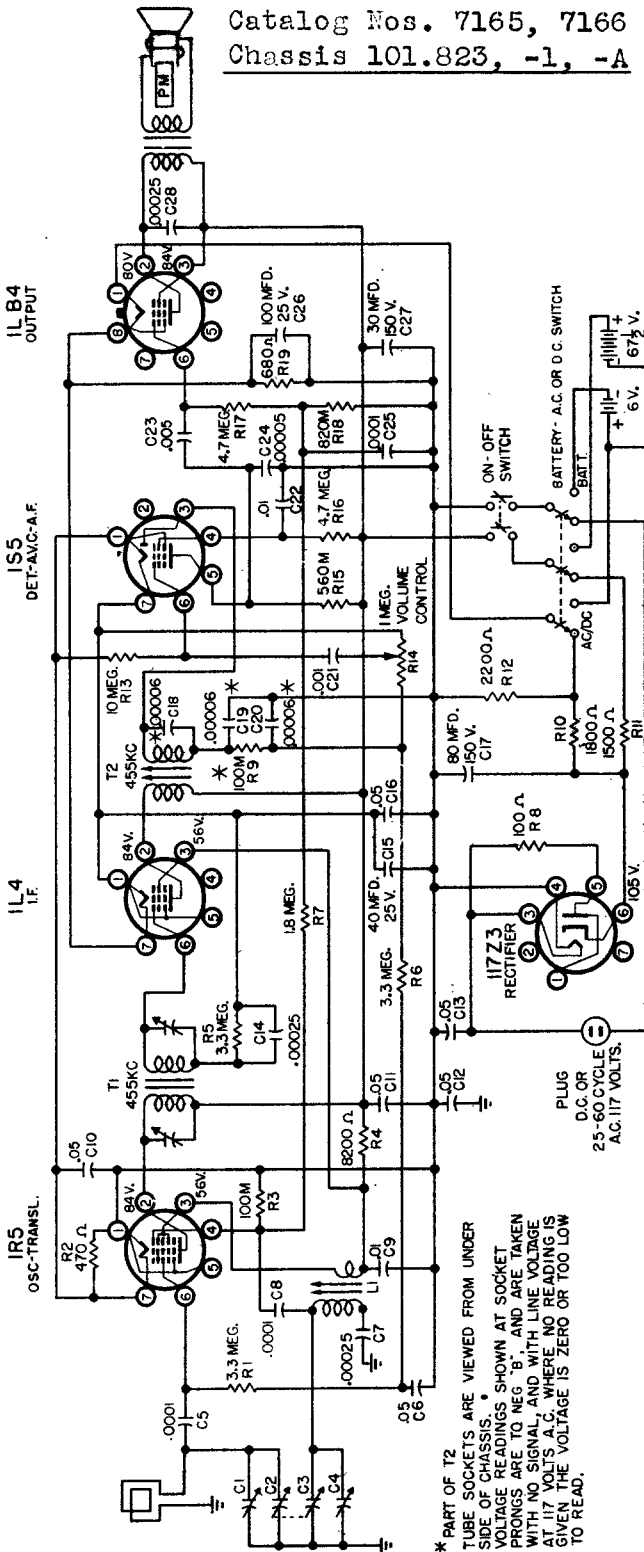 Catalog Nos. 7165, 7166
Chassis 101.823, -1, -A
1R5
OSC-TRANSL.
1L4
I.F.
1S5
DET.-A.V.C.-A.F.
1LB4
OUTPUT
PM
R2
470 Ω
.05
C10
T1
455KC
T2
455KC
84V.
56V.
84V.
56V.
80V
84V.
.00025
C28
10 MEG.
R13
*
.00006
C18
.00006
C19
*
C20
.00006
*
*
100M
R9
C23
.005
4.7 MEG.
R17
C24
.00005
.01
C22
820M
R18
.0001
C25
680Ω
R19
100 MFD.
25 V.
C26
30 MFD.
150 V.
C27
560M
R15
4.7 MEG.
R16
1 MEG.
VOLUME
CONTROL
R14
.001
C21
R5
3.3 MEG.
C14
.00025
1.8 MEG.
R7
40 MFD.
25 V.
C15
.05
C16
3.3 MEG.
R6
100M
R3
8200 Ω
R4
.05
C11
.05
C12
.05
C13
C8
.0001
L1
.01
C9
C7
.00025
3.3 MEG.
R1
.05
C6
.0001
C5
C1
C2
C3
C4
80 MFD.
150 V.
C17
2200Ω
R12
R10
1800 Ω
1500 Ω
R11
100 Ω
R8
117Z3
RECTIFIER
105 V.
PLUG
D.C. OR
25-60 CYCLE
A.C. 117 VOLTS.
ON-OFF
SWITCH
BATTERY-A.C. OR D.C. SWITCH
BATT.
AC/DC
+ 6V. -
- 67½ V. +
* PART OF T2
TUBE SOCKETS ARE VIEWED FROM UNDER
SIDE OF CHASSIS.
VOLTAGE READINGS SHOWN AT SOCKET
PRONGS ARE TO NEG "B", AND ARE TAKEN
WITH NO SIGNAL, AND WITH LINE VOLTAGE
AT 117 VOLTS A.C. WHERE NO READING IS
GIVEN THE VOLTAGE IS ZERO OR TOO LOW
TO READ.